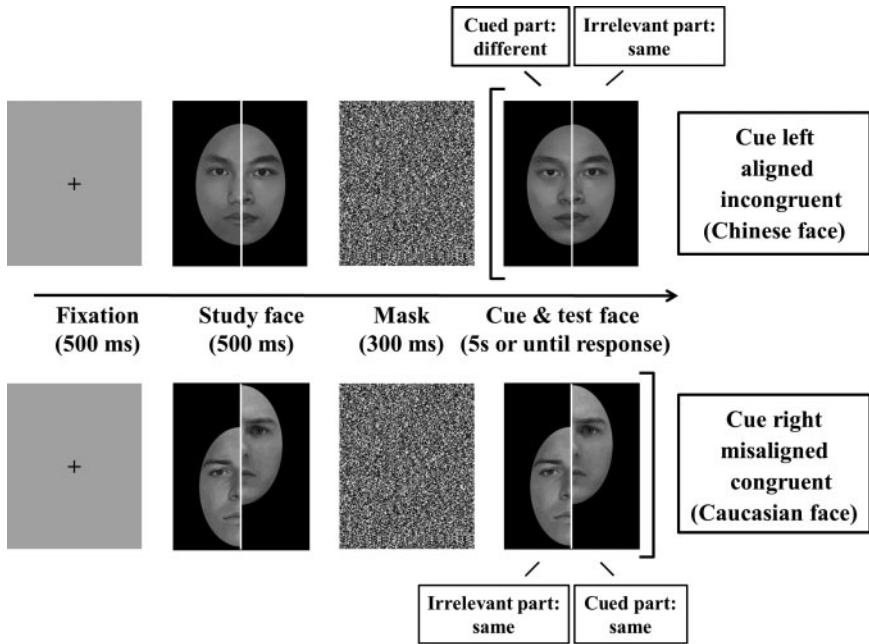 Cued part:
different
Irrelevant part:
same
Cue left
aligned
incongruent
(Chinese face)
Fixation
(500 ms)
Study face
(500 ms)
Mask
(300 ms)
Cue & test face
(5s or until response)
Cue right
misaligned
congruent
(Caucasian face)
Irrelevant part:
same
Cued part:
same